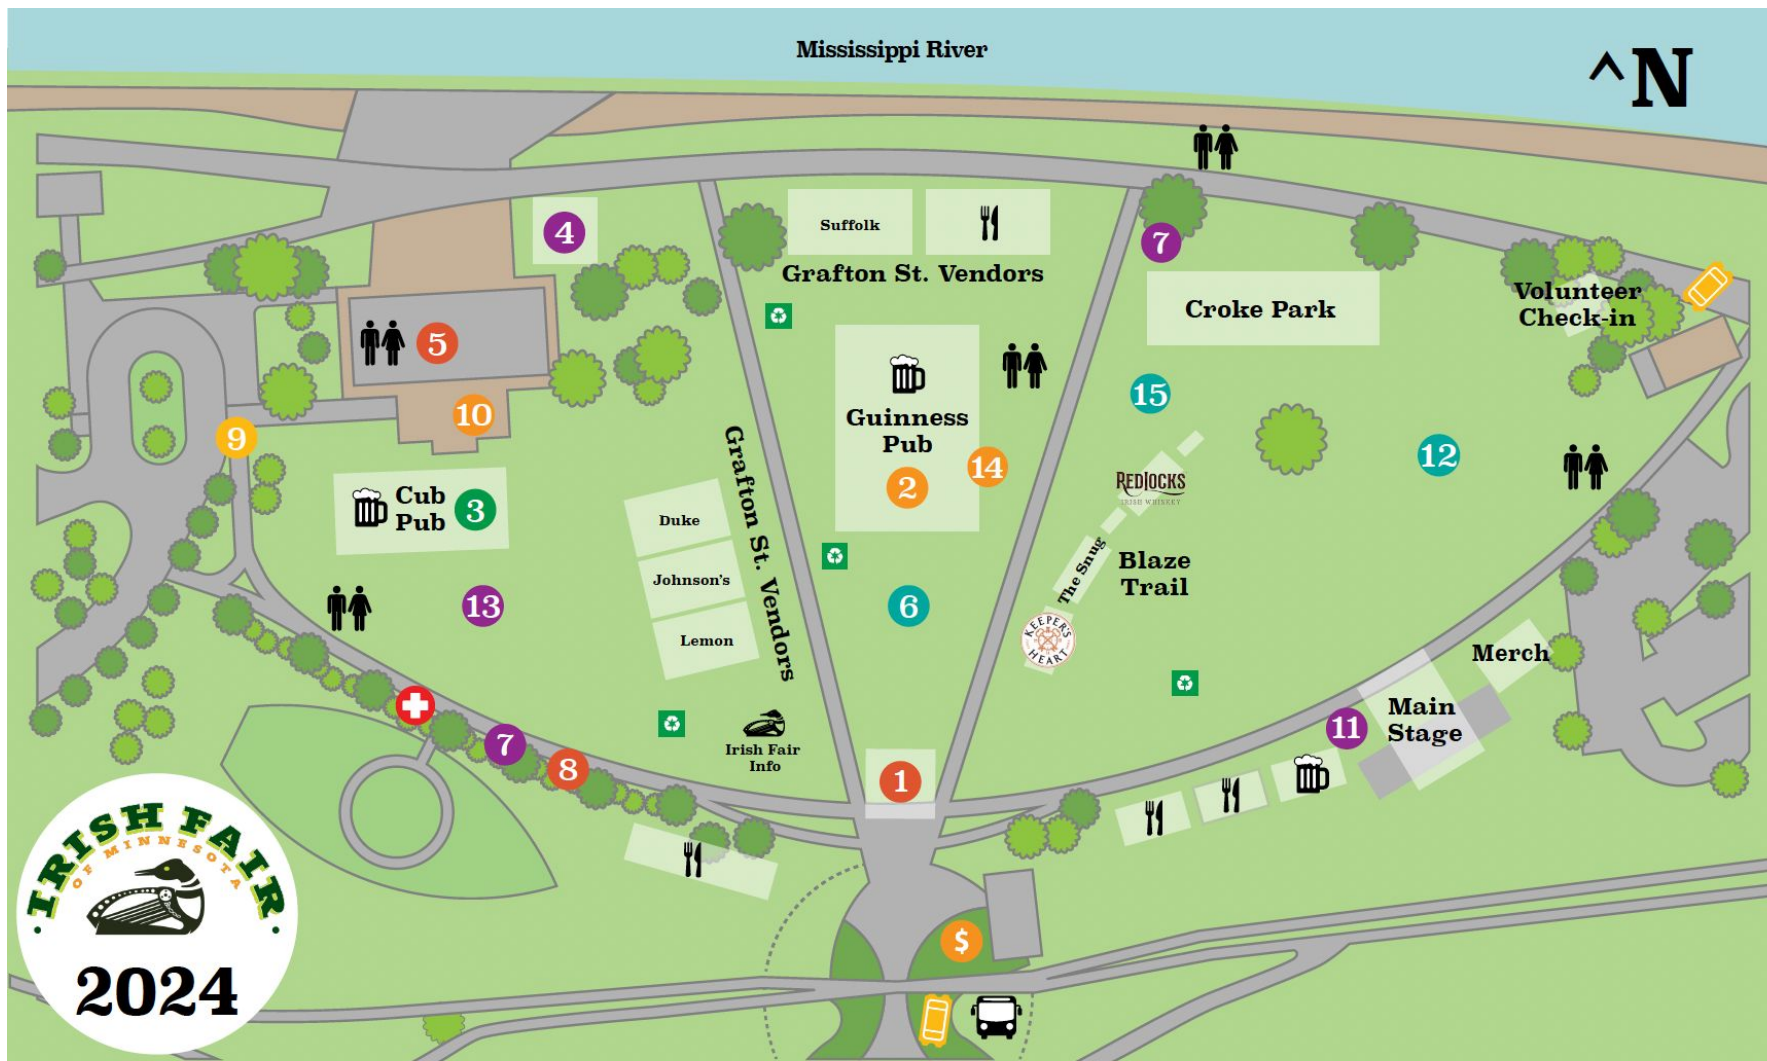 Mississippi River
^N
4
Suffolk
7
Grafton St. Vendors
Croke Park
Volunteer
Check-in
5
15
10
9
Guinness
Pub
2
14
12
REDLOCKS
IRISH WHISKEY
Cub
Pub
3
Grafton St. Vendors
Duke
Johnson's
Lemon
The Snug
Blaze
Trail
13
6
KEEPER'S
HEART
Merch
Main
Stage
11
7
8
Irish Fair
Info
1
IRISH FAIR
OF MINNESOTA
2024
$